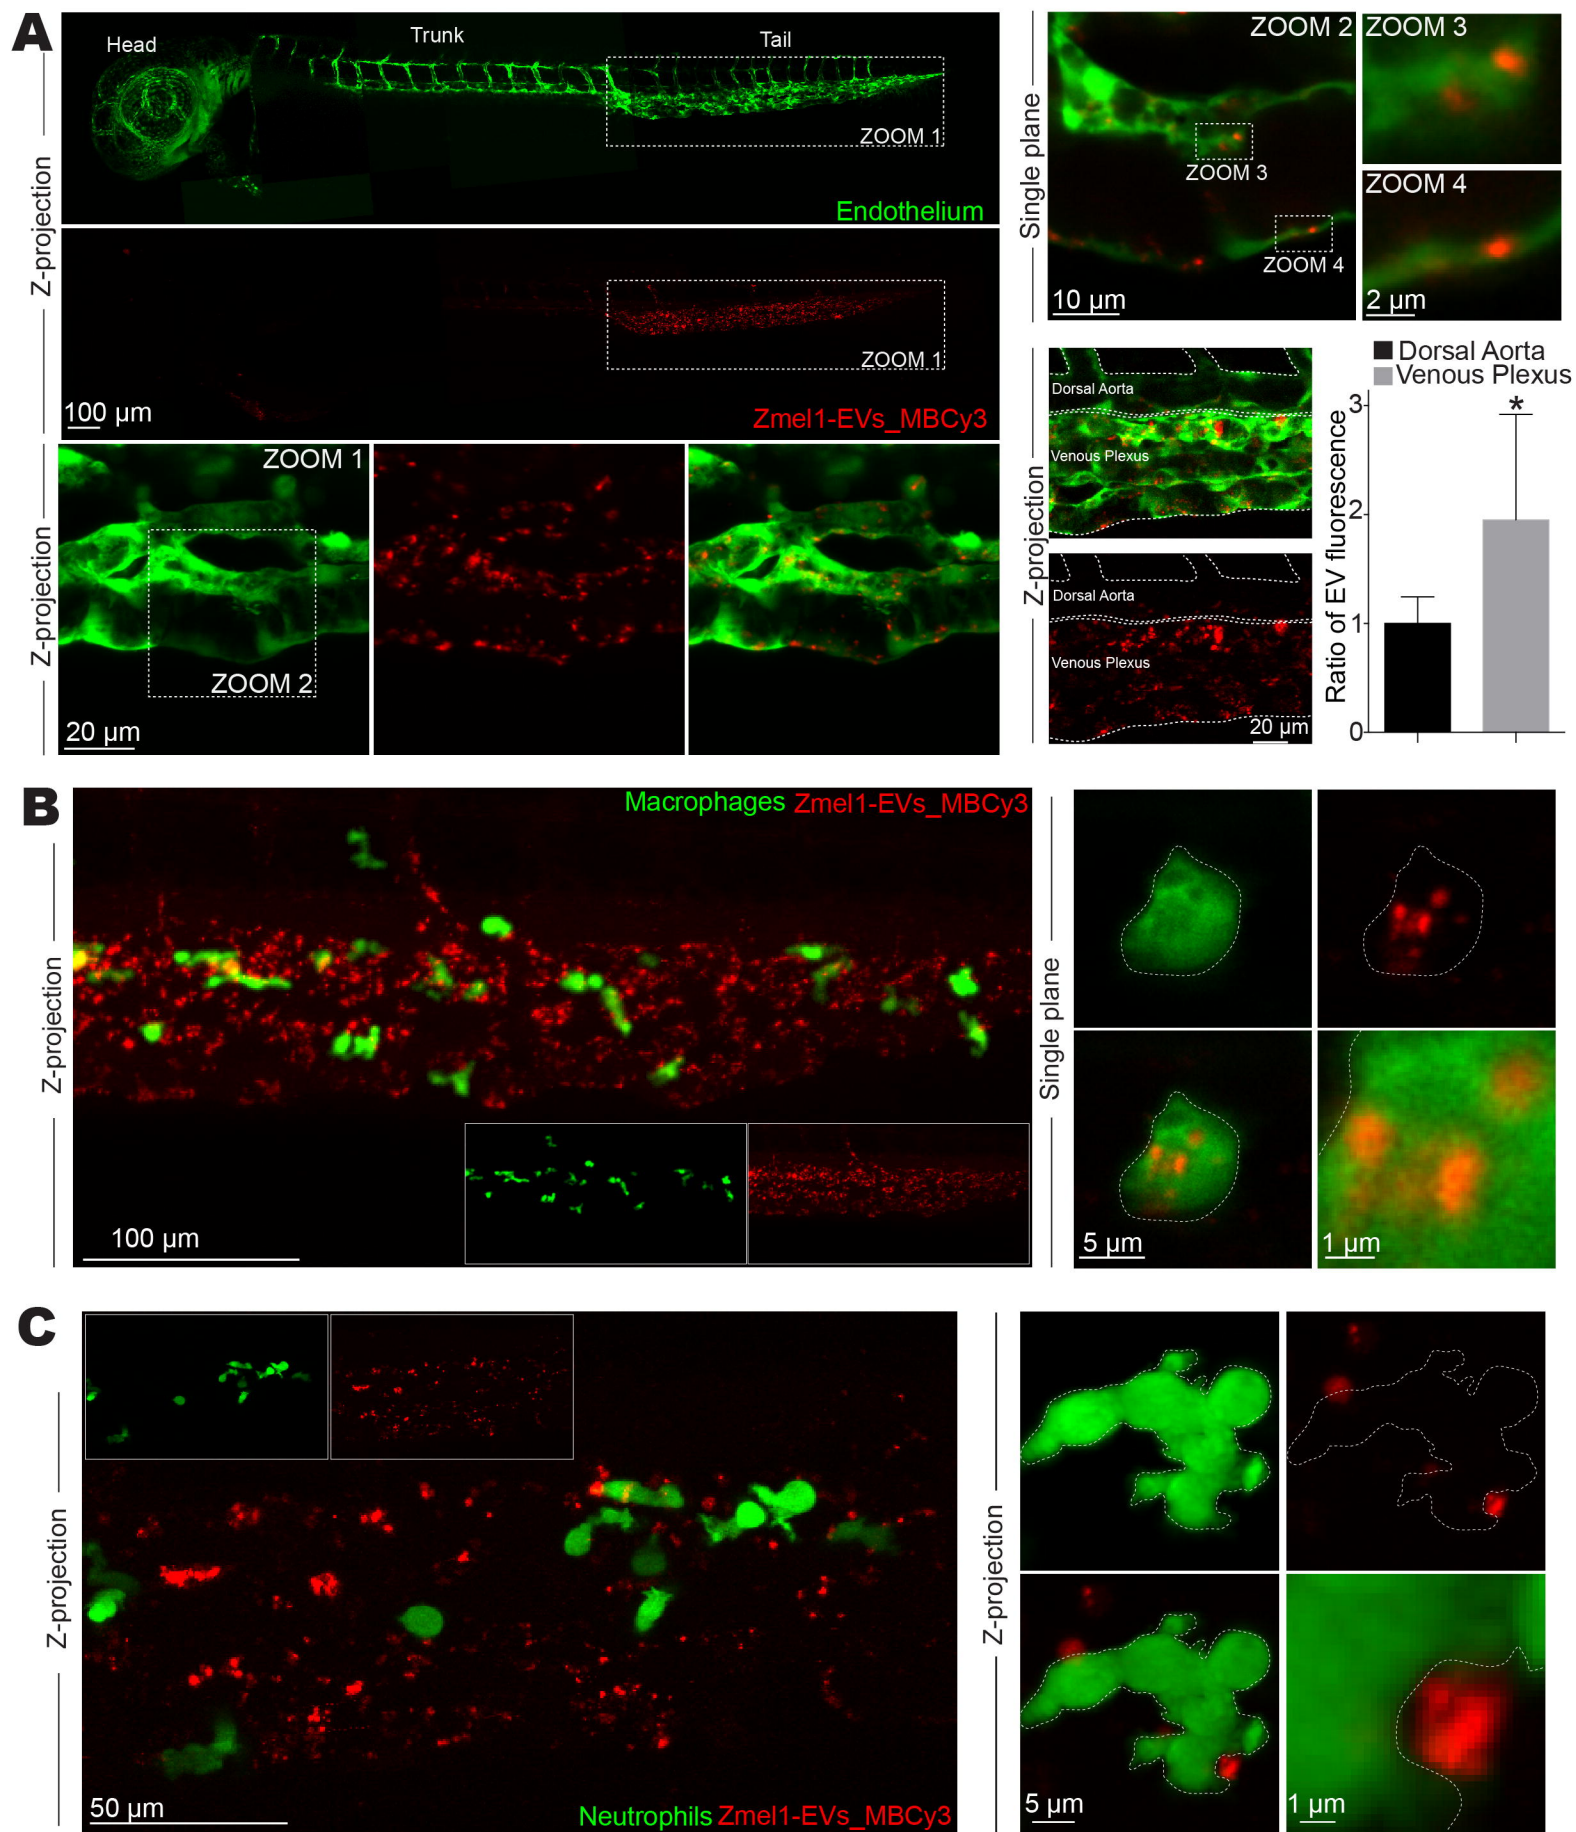 A
Z-projection
Head
Trunk
Tail
ZOOM 1
Endothelium
ZOOM 1
100 µm
Zmel1-EVs_MBCy3
Z-projection
ZOOM 1
ZOOM 2
20 µm
Single plane
ZOOM 2
ZOOM 3
ZOOM 3
ZOOM 4
ZOOM 4
10 µm
2 µm
Z-projection
Dorsal Aorta
Venous Plexus
Dorsal Aorta
Venous Plexus
20 µm
Dorsal Aorta
Venous Plexus
Ratio of EV fluorescence
3
*
2
1
0
B
Z-projection
Macrophages Zmel1-EVs_MBCy3
100 µm
Single plane
5 µm
1 µm
C
Z-projection
50 µm
Neutrophils Zmel1-EVs_MBCy3
Z-projection
5 µm
1 µm